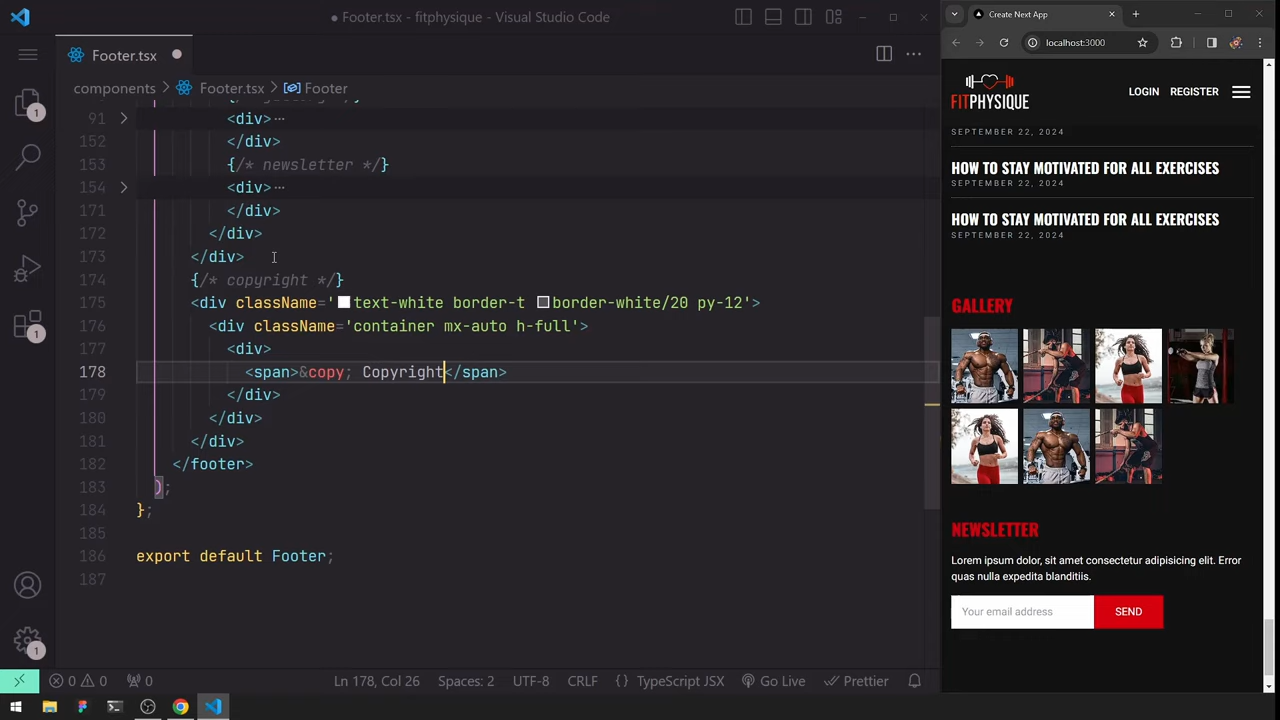 Footer.tsx - fitphysique - Visual Studio Code
Footer.tsx
components > Footer.tsx > Footer
91 <div>···
152 </div>
153 {/* newsletter */}
154 <div>···
171 </div>
172 </div>
173 </div>
174 {/* copyright */}
175 <div className='text-white border-t border-white/20 py-12'>
176 <div className='container mx-auto h-full'>
177 <div>
178 <span>&copy; Copyright</span>
179 </div>
180 </div>
181 </div>
182 </footer>
183 );
184 };
185
186 export default Footer;
187
1
1
1
1
0 0 0
Ln 178, Col 26
Spaces: 2
UTF-8
CRLF
{} TypeScript JSX
Go Live
Prettier
Create Next App
localhost:3000
FITPHYSIQUE
LOGIN REGISTER
SEPTEMBER 22, 2024
HOW TO STAY MOTIVATED FOR ALL EXERCISES
SEPTEMBER 22, 2024
HOW TO STAY MOTIVATED FOR ALL EXERCISES
SEPTEMBER 22, 2024
GALLERY
NEWSLETTER
Lorem ipsum dolor, sit amet consectetur adipisicing elit. Error
quas nulla expedita blanditiis.
Your email address
SEND